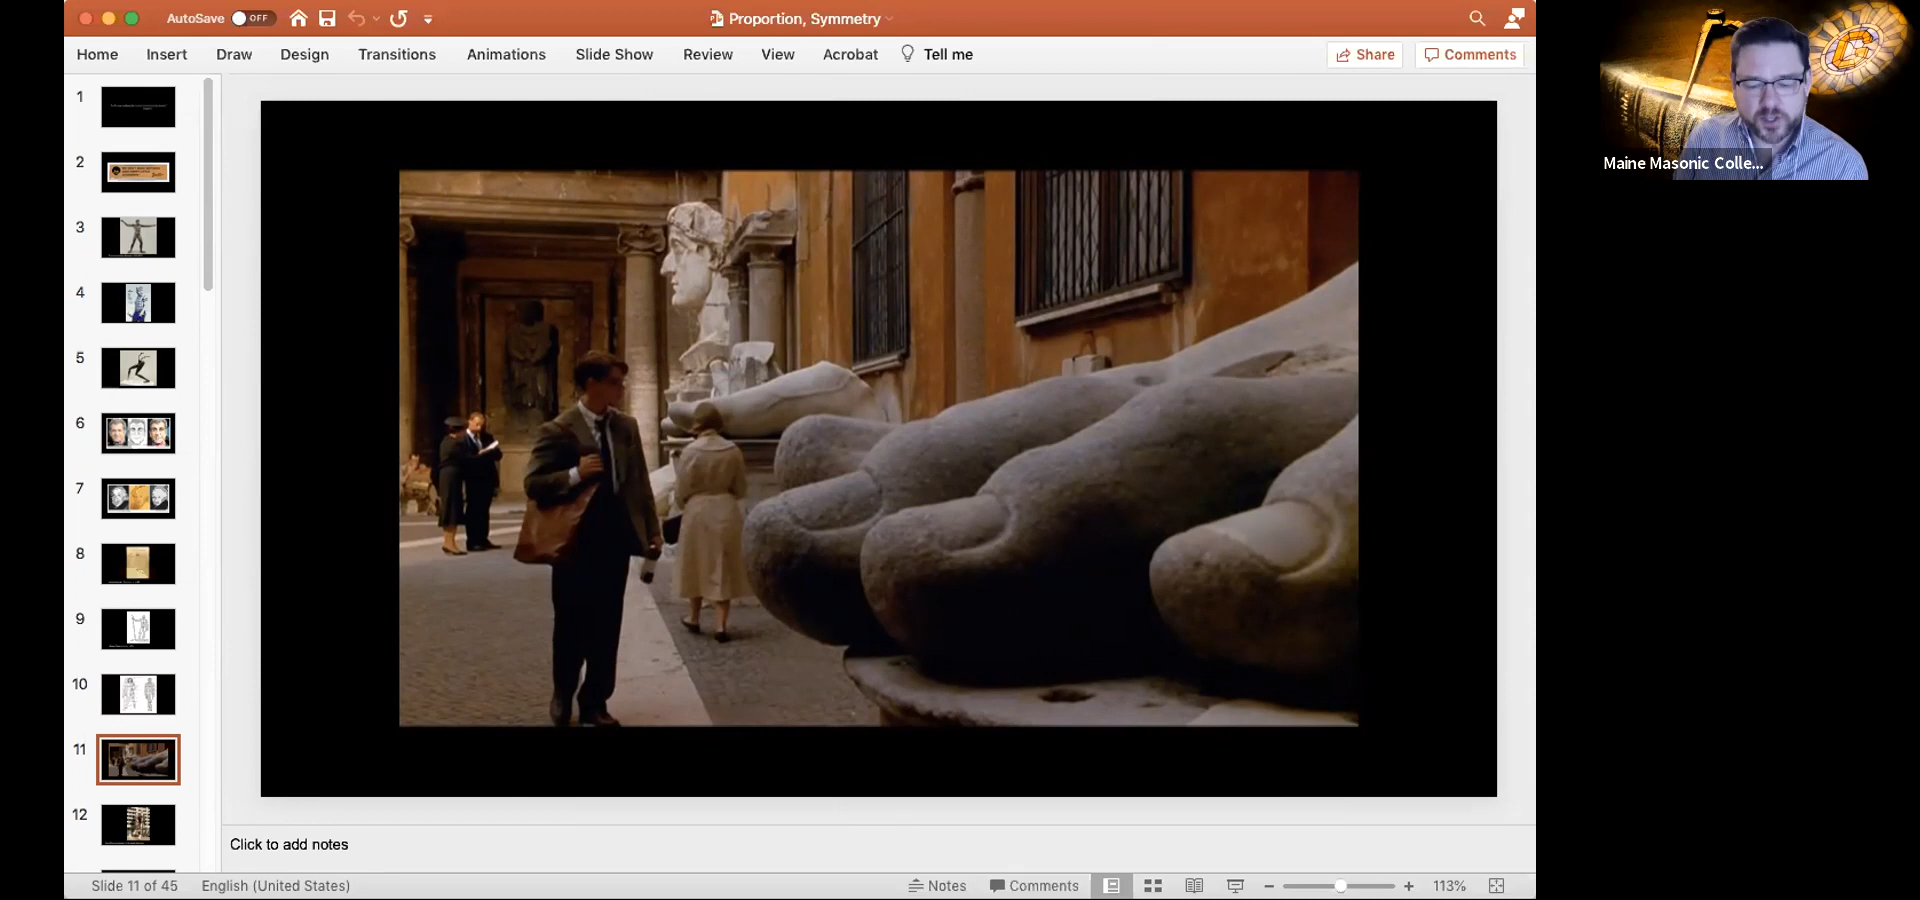 AutoSave OFF
Proportion, Symmetry
Home Insert Draw Design Transitions Animations Slide Show Review View Acrobat Tell me
Share Comments
Maine Masonic Colle...
1
2
3
4
5
6
7
8
9
10
11
12
Click to add notes
Slide 11 of 45 English (United States) Notes Comments 113%